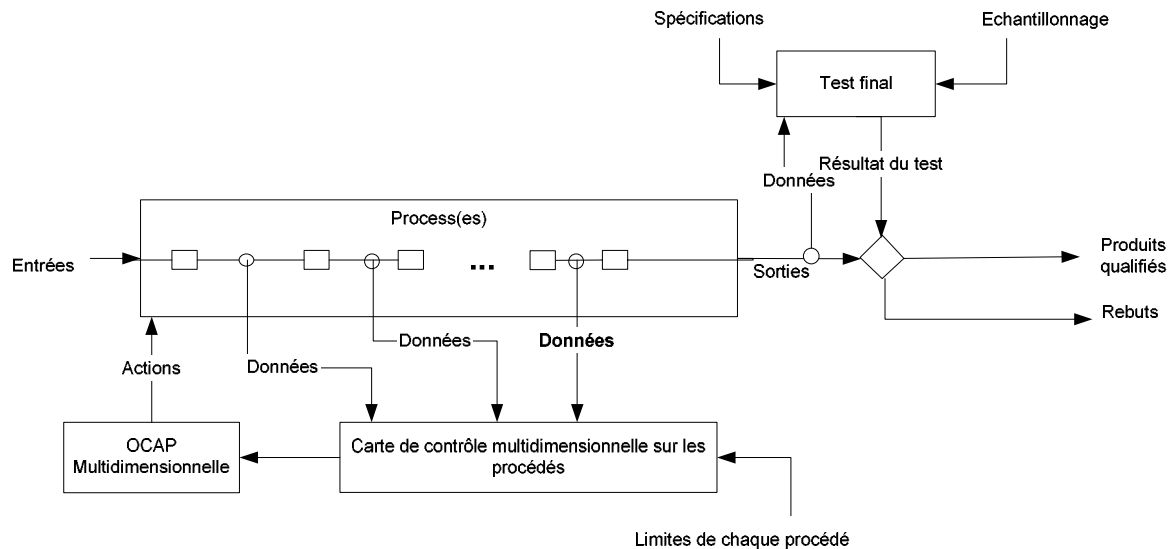 Spécifications
Echantillonnage
Test final
Résultat du test
Données
Process(es)
Entrées
...
Sorties
Produits
qualifiés
Rebuts
Données
Données
Données
Actions
OCAP
Multidimensionnelle
Carte de contrôle multidimensionnelle sur les
procédés
Limites de chaque procédé